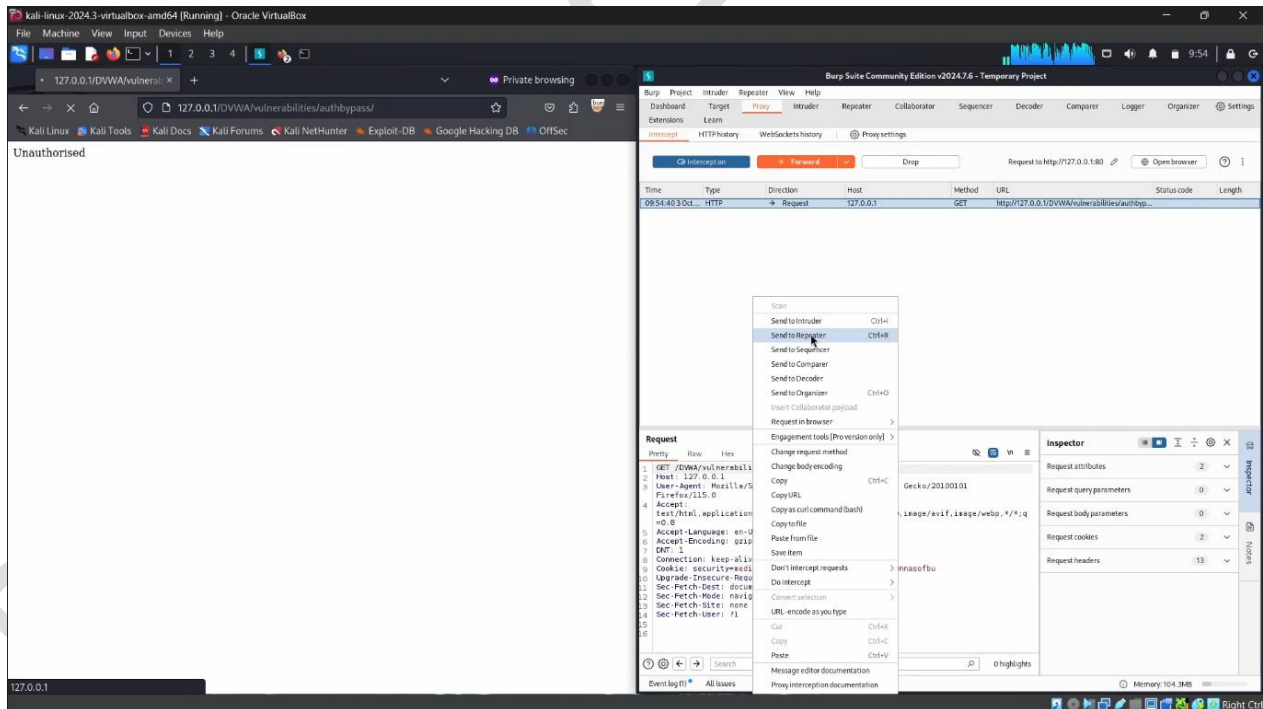 kali-linux-2024.3-virtualbox-amd64 [Running] - Oracle VirtualBox
File Machine View Input Devices Help
1 2 3 4 9:54
127.0.0.1/DVWA/vulnerab Private browsing
127.0.0.1/DVWA/vulnerabilities/authbypass/
Kali Linux Kali Tools Kali Docs Kali Forums Kali NetHunter Exploit-DB Google Hacking DB OffSec
Unauthorised
127.0.0.1
Burp Suite Community Edition v2024.7.6 - Temporary Project
Burp Project Intruder Repeater View Help
Dashboard Target Proxy Intruder Repeater Collaborator Sequencer Decoder Comparer Logger Organizer Settings
Extensions Learn
Intercept HTTP history WebSockets history Proxy settings
Intercept on Forward Drop Request to http://127.0.0.1:80 Open browser
Time Type Direction Host Method URL Status code Length
09:54:40 3 Oct... HTTP → Request 127.0.0.1 GET http://127.0.0.1/DVWA/vulnerabilities/authbyp...
Scan
Send to Intruder Ctrl+I
Send to Repeater Ctrl+R
Send to Sequencer
Send to Comparer
Send to Decoder
Send to Organizer Ctrl+O
Insert Collaborator payload
Request in browser
Engagement tools [Pro version only]
Change request method
Change body encoding
Copy Ctrl+C
Copy URL
Copy as curl command (bash)
Copy to file
Paste from file
Save item
Don't intercept requests
Do intercept
Convert selection
URL-encode as you type
Cut Ctrl+X
Copy Ctrl+C
Paste Ctrl+V
Message editor documentation
Proxy interception documentation
Request
Pretty Raw Hex \n
1 GET /DVWA/vulnerabili
2 Host: 127.0.0.1
3 User-Agent: Mozilla/5 Gecko/20100101
Firefox/115.0
4 Accept:
text/html,application ,image/avif,image/webp,*/*;q
=0.8
5 Accept-Language: en-U
6 Accept-Encoding: gzip
7 DNT: 1
8 Connection: keep-aliv
9 Cookie: security=medi nnasofbu
10 Upgrade-Insecure-Requ
11 Sec-Fetch-Dest: docum
12 Sec-Fetch-Mode: navig
13 Sec-Fetch-Site: none
14 Sec-Fetch-User: ?1
15
16
Search 0 highlights
Event log (1) All issues Memory: 104.3MB
Inspector
Request attributes 2
Request query parameters 0
Request body parameters 0
Request cookies 2
Request headers 13
Inspector
Notes
Right Ctrl